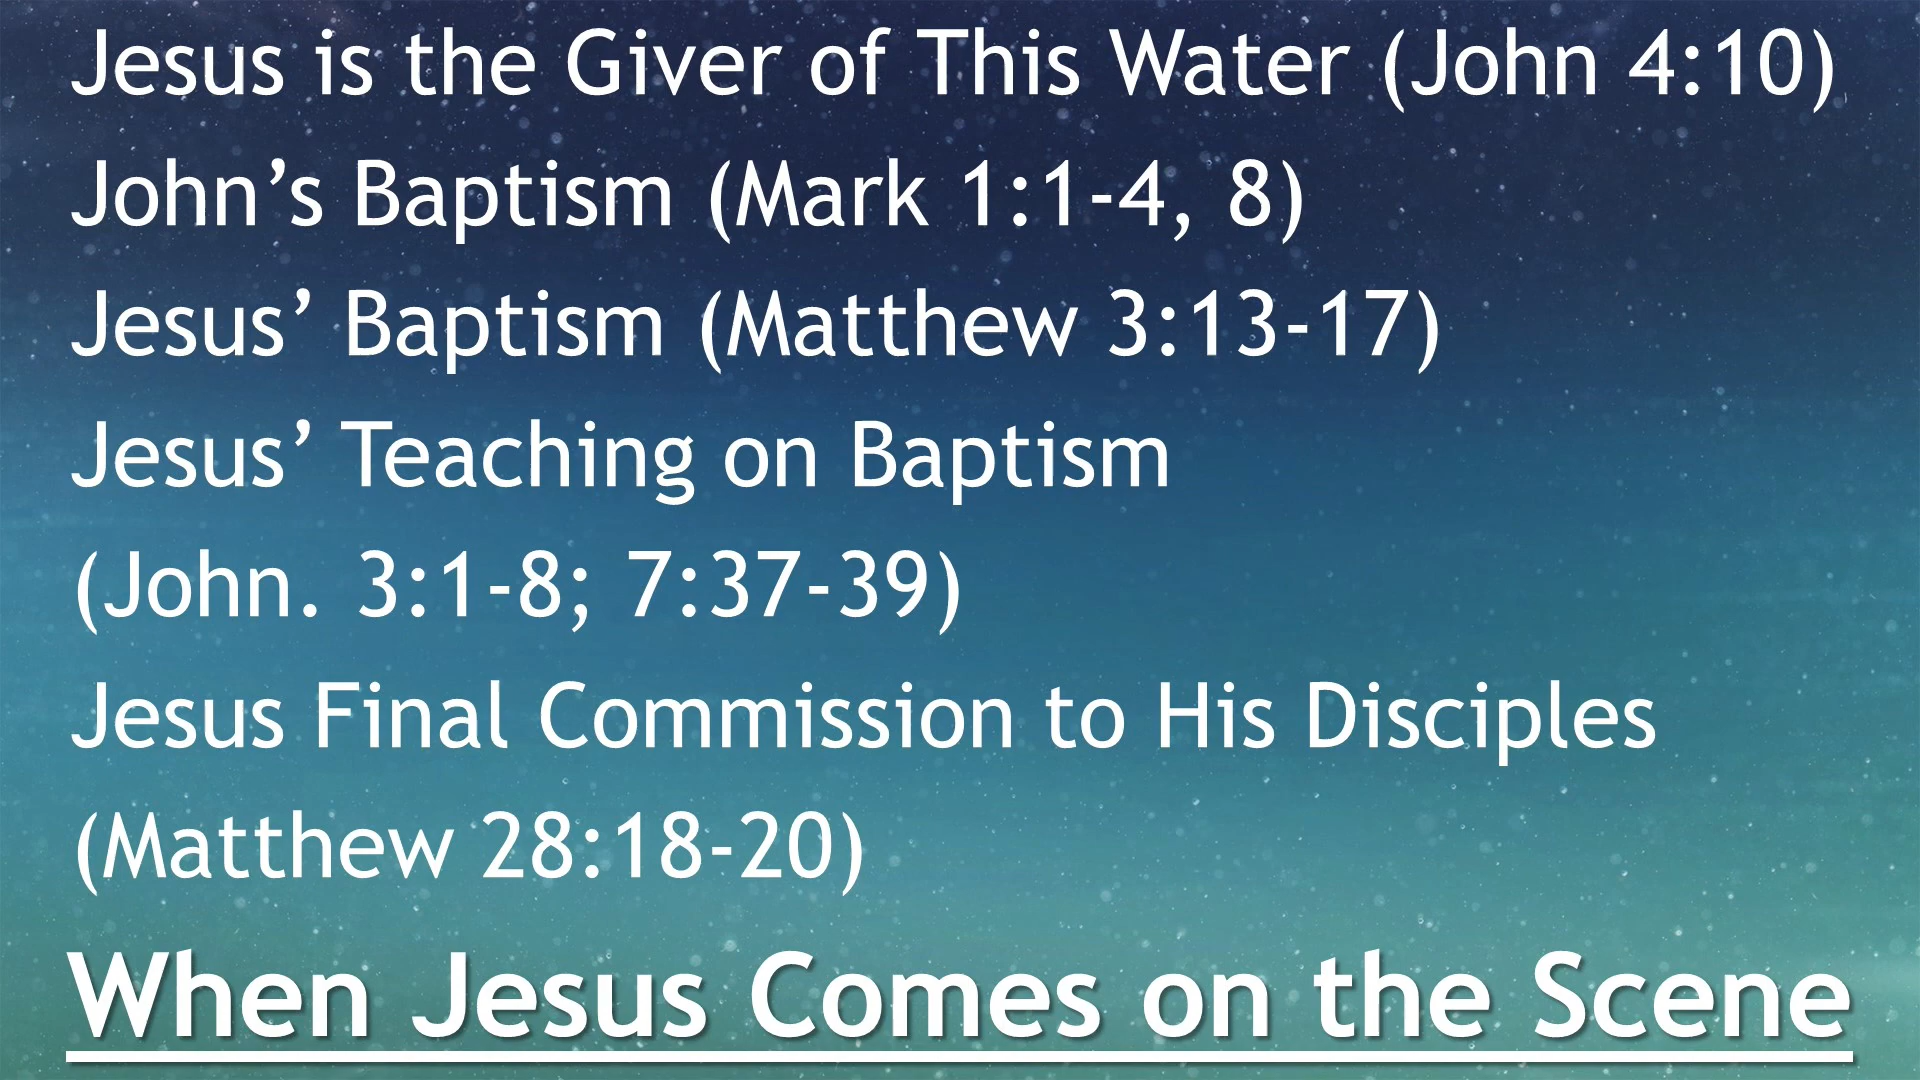 Jesus is the Giver of This Water (John 4:10)
John’s Baptism (Mark 1:1-4, 8)
Jesus’ Baptism (Matthew 3:13-17)
Jesus’ Teaching on Baptism
(John. 3:1-8; 7:37-39)
Jesus Final Commission to His Disciples
(Matthew 28:18-20)
When Jesus Comes on the Scene